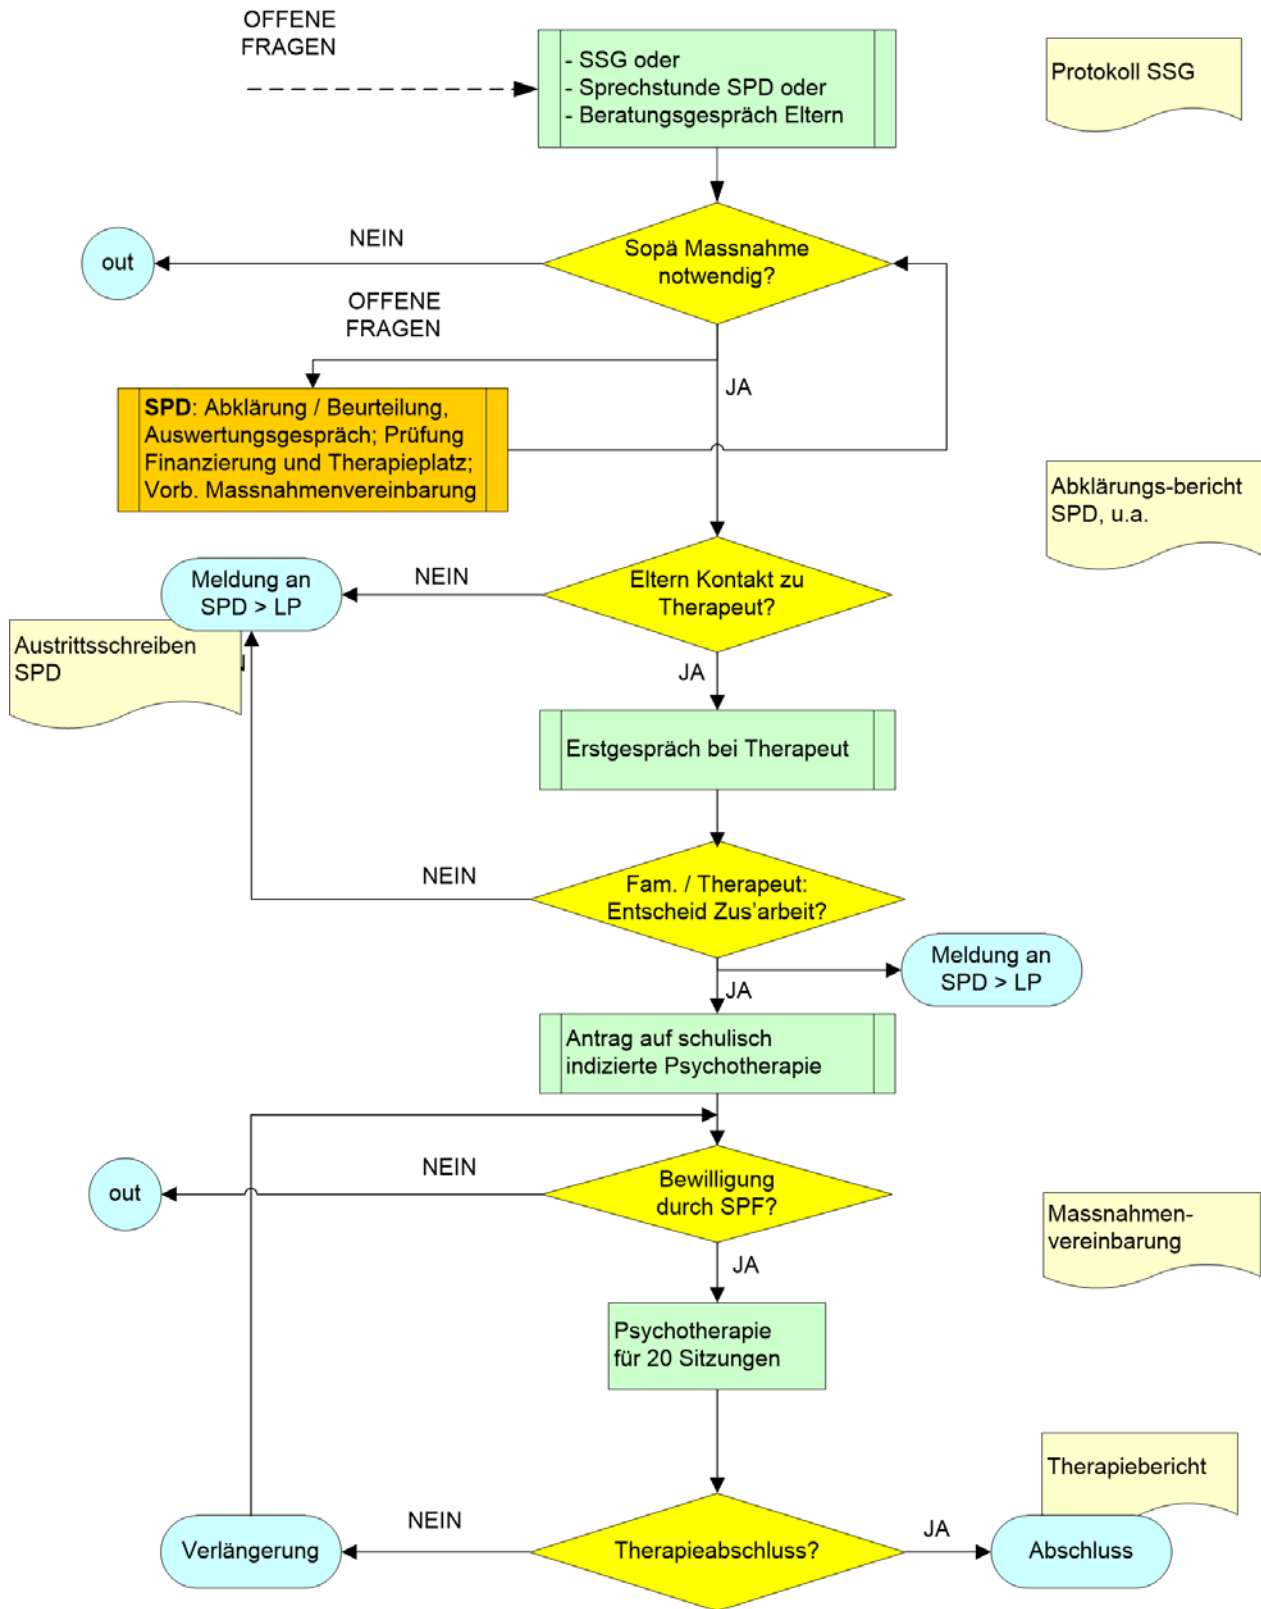 OFFENE
FRAGEN
- SSG oder
- Sprechstunde SPD oder
- Beratungsgespräch Eltern
Protokoll SSG
NEIN
out
Sopä Massnahme
notwendig?
OFFENE
FRAGEN
JA
SPD: Abklärung / Beurteilung,
Auswertungsgespräch; Prüfung
Finanzierung und Therapieplatz;
Vorb. Massnahmenvereinbarung
Abklärungs-bericht
SPD, u.a.
Meldung an
SPD > LP
NEIN
Eltern Kontakt zu
Therapeut?
Austrittsschreiben
SPD
JA
Erstgespräch bei Therapeut
NEIN
Fam. / Therapeut:
Entscheid Zus'arbeit?
Meldung an
SPD > LP
JA
Antrag auf schulisch
indizierte Psychotherapie
NEIN
out
Bewilligung
durch SPF?
Massnahmen-
vereinbarung
JA
Psychotherapie
für 20 Sitzungen
Therapiebericht
Verlängerung
NEIN
Therapieabschluss?
JA
Abschluss